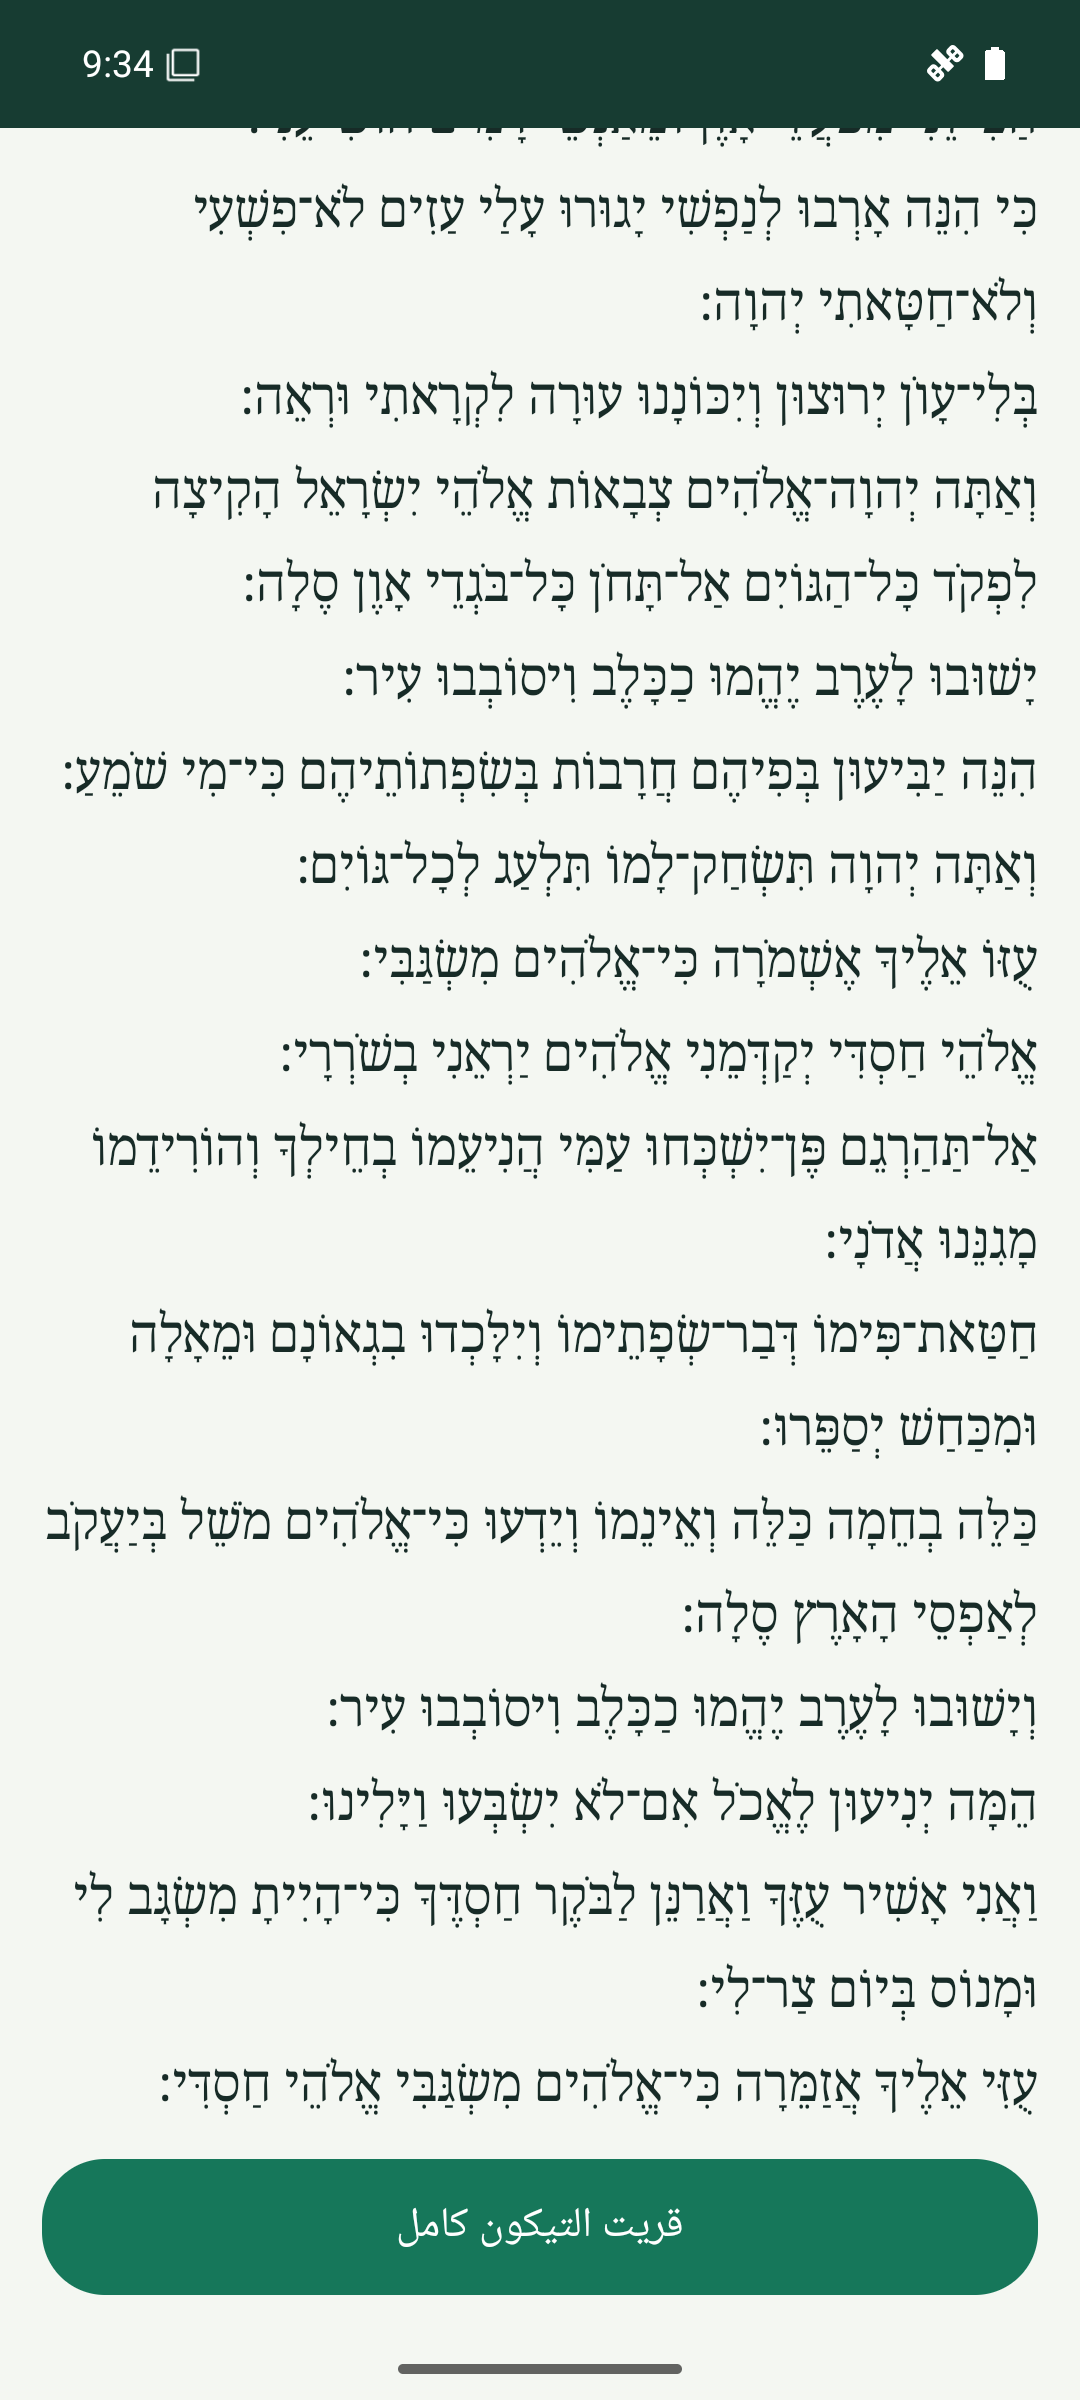 9:34
כִּי הִנֵּה אָרְבוּ לְנַפְשִׁי יָגוּרוּ עָלַי עַזִים לֹא־פִשְׁעִי
וְלֹא־חַטָּאתִי יְהוָה:
בְּלִי־עָוֹן יְרוּצוּן וְיִכּוֹנָנוּ עוּרָה לִקְרָאתִי וּרְאֵה:
וְאַתָּה יְהוָה־אֱלֹהִים צְבָאוֹת אֱלֹהֵי יִשְׂרָאֵל הָקִיצָה
לִפְקֹד כָּל־הַגּוֹיִם אַל־תָּחֹן כָּל־בֹּגְדֵי אָוֶן סֶלָה:
יָשׁוּבוּ לָעֶרֶב יֶהֱמוּ כַכָּלֶב וִיסוֹבְבוּ עִיר:
הִנֵּה יַבִּיעוּן בְּפִיהֶם חֲרָבוֹת בְּשִׂפְתוֹתֵיהֶם כִּי־מִי שֹׁמֵעַ:
וְאַתָּה יְהוָה תִּשְׂחַק־לָמוֹ תִּלְעַג לְכָל־גּוֹיִם:
עֻזּוֹ אֵלֶיךָ אֶשְׁמֹרָה כִּי־אֱלֹהִים מִשְׂגַּבִּי:
אֱלֹהֵי חַסְדִּי יְקַדְּמֵנִי אֱלֹהִים יַרְאֵנִי בְשֹׁרְרָי:
אַל־תַּהַרְגֵם פֶּן־יִשְׁכְּחוּ עַמִּי הֲנִיעֵמוֹ בְחֵילְךָ וְהוֹרִידֵמוֹ
מָגִנֵּנוּ אֲדֹנָי:
חַטַּאת־פִּימוֹ דְּבַר־שְׂפָתֵימוֹ וְיִלָּכְדוּ בִגְאוֹנָם וּמֵאָלָה
וּמִכַּחַשׁ יְסַפֵּרוּ:
כַּלֵּה בְחֵמָה כַּלֵּה וְאֵינֵמוֹ וְיֵדְעוּ כִּי־אֱלֹהִים מֹשֵׁל בְּיַעֲקֹב
לְאַפְסֵי הָאָרֶץ סֶלָה:
וְיָשׁוּבוּ לָעֶרֶב יֶהֱמוּ כַכָּלֶב וִיסוֹבְבוּ עִיר:
הֵמָּה יְנִיעוּן לֶאֱכֹל אִם־לֹא יִשְׂבְּעוּ וַיָּלִינוּ:
וַאֲנִי אָשִׁיר עֻזֶּךָ וַאֲרַנֵּן לַבֹּקֶר חַסְדֶּךָ כִּי־הָיִיתָ מִשְׂגָּב לִי
וּמָנוֹס בְּיוֹם צַר־לִי:
עֻזִּי אֵלֶיךָ אֲזַמֵּרָה כִּי־אֱלֹהִים מִשְׂגַּבִּי אֱלֹהֵי חַסְדִּי:
قريت التيكون كامل